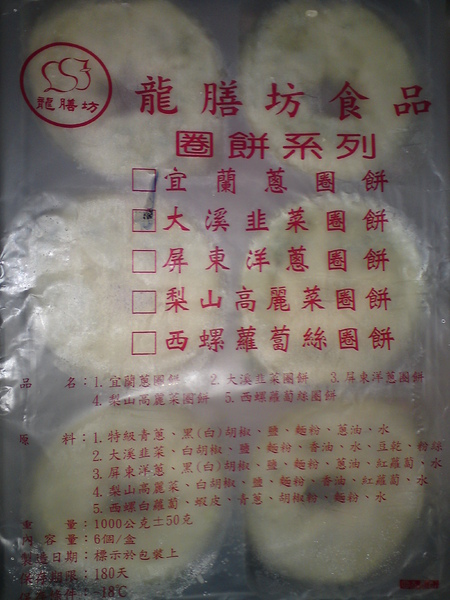 龍膳坊
龍膳坊食品
圈餅系列
宜蘭蔥圈餅
大溪韭菜圈餅
屏東洋蔥圈餅
梨山高麗菜圈餅
西螺蘿蔔絲圈餅
品 名：1. 宜蘭蔥圈餅 2. 大溪韭菜圈餅 3. 屏東洋蔥圈餅
4. 梨山高麗菜圈餅 5. 西螺蘿蔔絲圈餅
原 料：1. 特級青蔥、黑(白)胡椒、鹽、麵粉、蔥油、水
2. 大溪韭菜、白胡椒、鹽、麵粉、香油、水、豆乾、粉絲
3. 屏東洋蔥、黑(白)胡椒、鹽、麵粉、蔥油、紅蘿蔔、水
4. 梨山高麗菜、白胡椒、鹽、麵粉、香油、紅蘿蔔、水
5. 西螺白蘿蔔、蝦皮、青蔥、胡椒粉、麵粉、水
重 量：1000公克±50克
內 容 量：6個/盒
製造日期：標示於包裝上
保存期限：180天
保存條件：-18℃